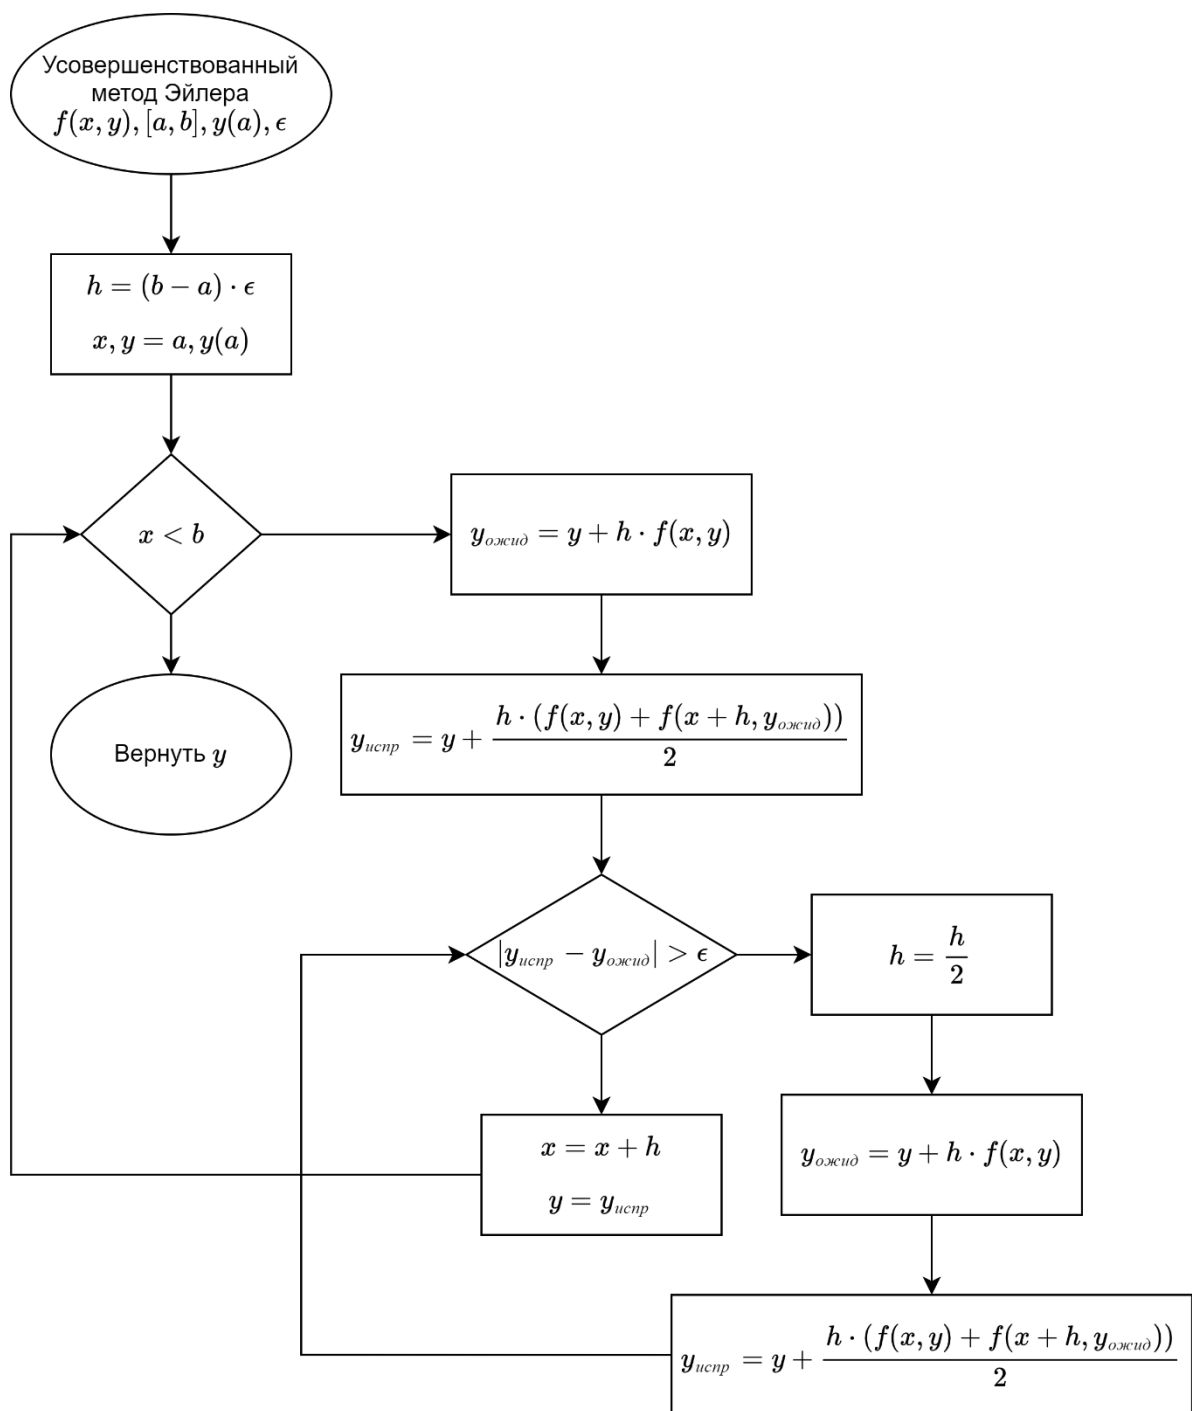 Усовершенствованный
метод Эйлера
f(x, y), [a, b], y(a), ϵ
h = (b − a) · ϵ
x, y = a, y(a)
x < b
y_ожид = y + h · f(x, y)
y_испр = y + h · (f(x, y) + f(x + h, y_ожид)) / 2
Вернуть y
|y_испр − y_ожид| > ϵ
h = h / 2
x = x + h
y = y_испр
y_ожид = y + h · f(x, y)
y_испр = y + h · (f(x, y) + f(x + h, y_ожид)) / 2